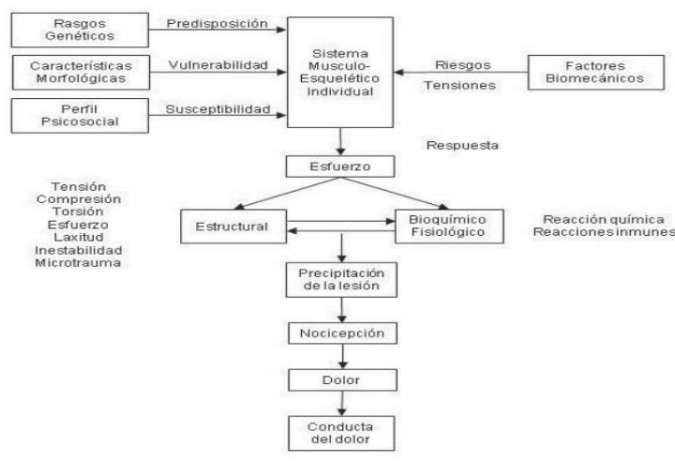 Rasgos
Genéticos
Predisposición
Características
Morfológicas
Vulnerabilidad
Perfil
Psicosocial
Susceptibilidad
Sistema
Musculo-
Esquelético
Individual
Riesgos
Tensiones
Factores
Biomecánicos
Respuesta
Esfuerzo
Tensión
Compresión
Torsión
Esfuerzo
Laxitud
Inestabilidad
Microtrauma
Estructural
Bioquímico
Fisiológico
Reacción química
Reacciones inmunes
Precipitación
de la lesión
Nocicepción
Dolor
Conducta
del dolor